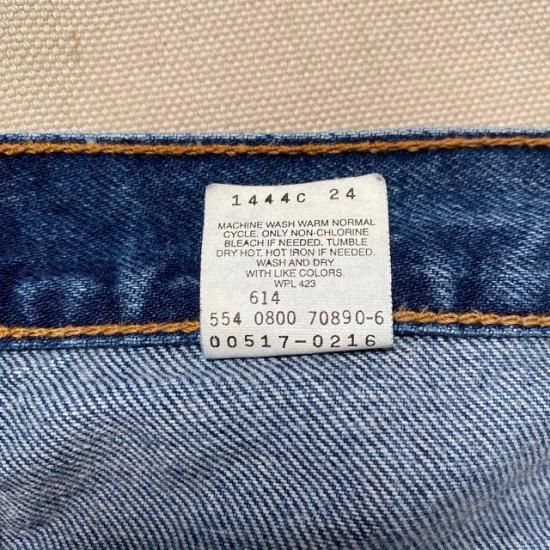 1444C 24
MACHINE WASH WARM NORMAL
CYCLE. ONLY NON-CHLORINE
BLEACH IF NEEDED. TUMBLE
DRY HOT. HOT IRON IF NEEDED.
WASH AND DRY
WITH LIKE COLORS.
WPL 423
614
554 0800 70890-6
00517-0216